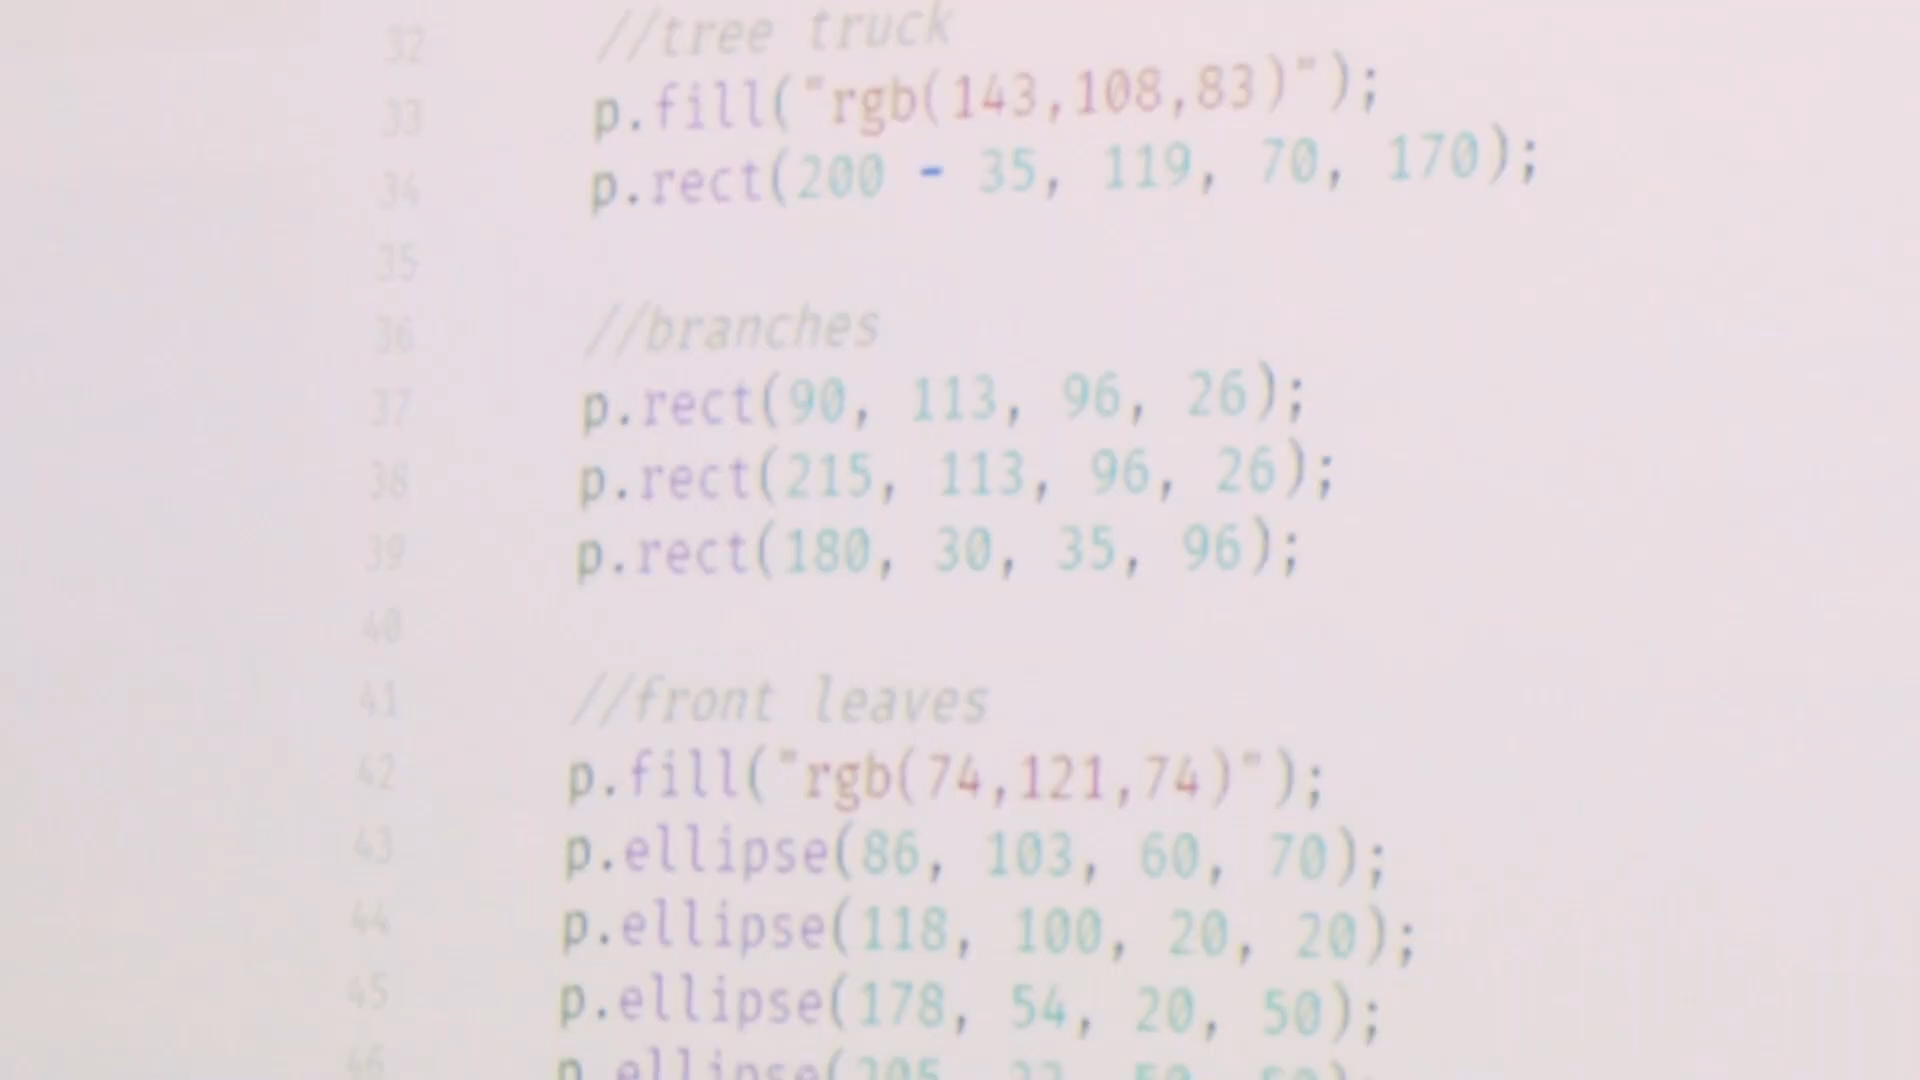 32 //tree truck
33 p.fill("rgb(143,108,83)");
34 p.rect(200 - 35, 119, 70, 170);
35
36 //branches
37 p.rect(90, 113, 96, 26);
38 p.rect(215, 113, 96, 26);
39 p.rect(180, 30, 35, 96);
40
41 //front leaves
42 p.fill("rgb(74,121,74)");
43 p.ellipse(86, 103, 60, 70);
44 p.ellipse(118, 100, 20, 20);
45 p.ellipse(178, 54, 20, 50);
46 p.ellipse(205,